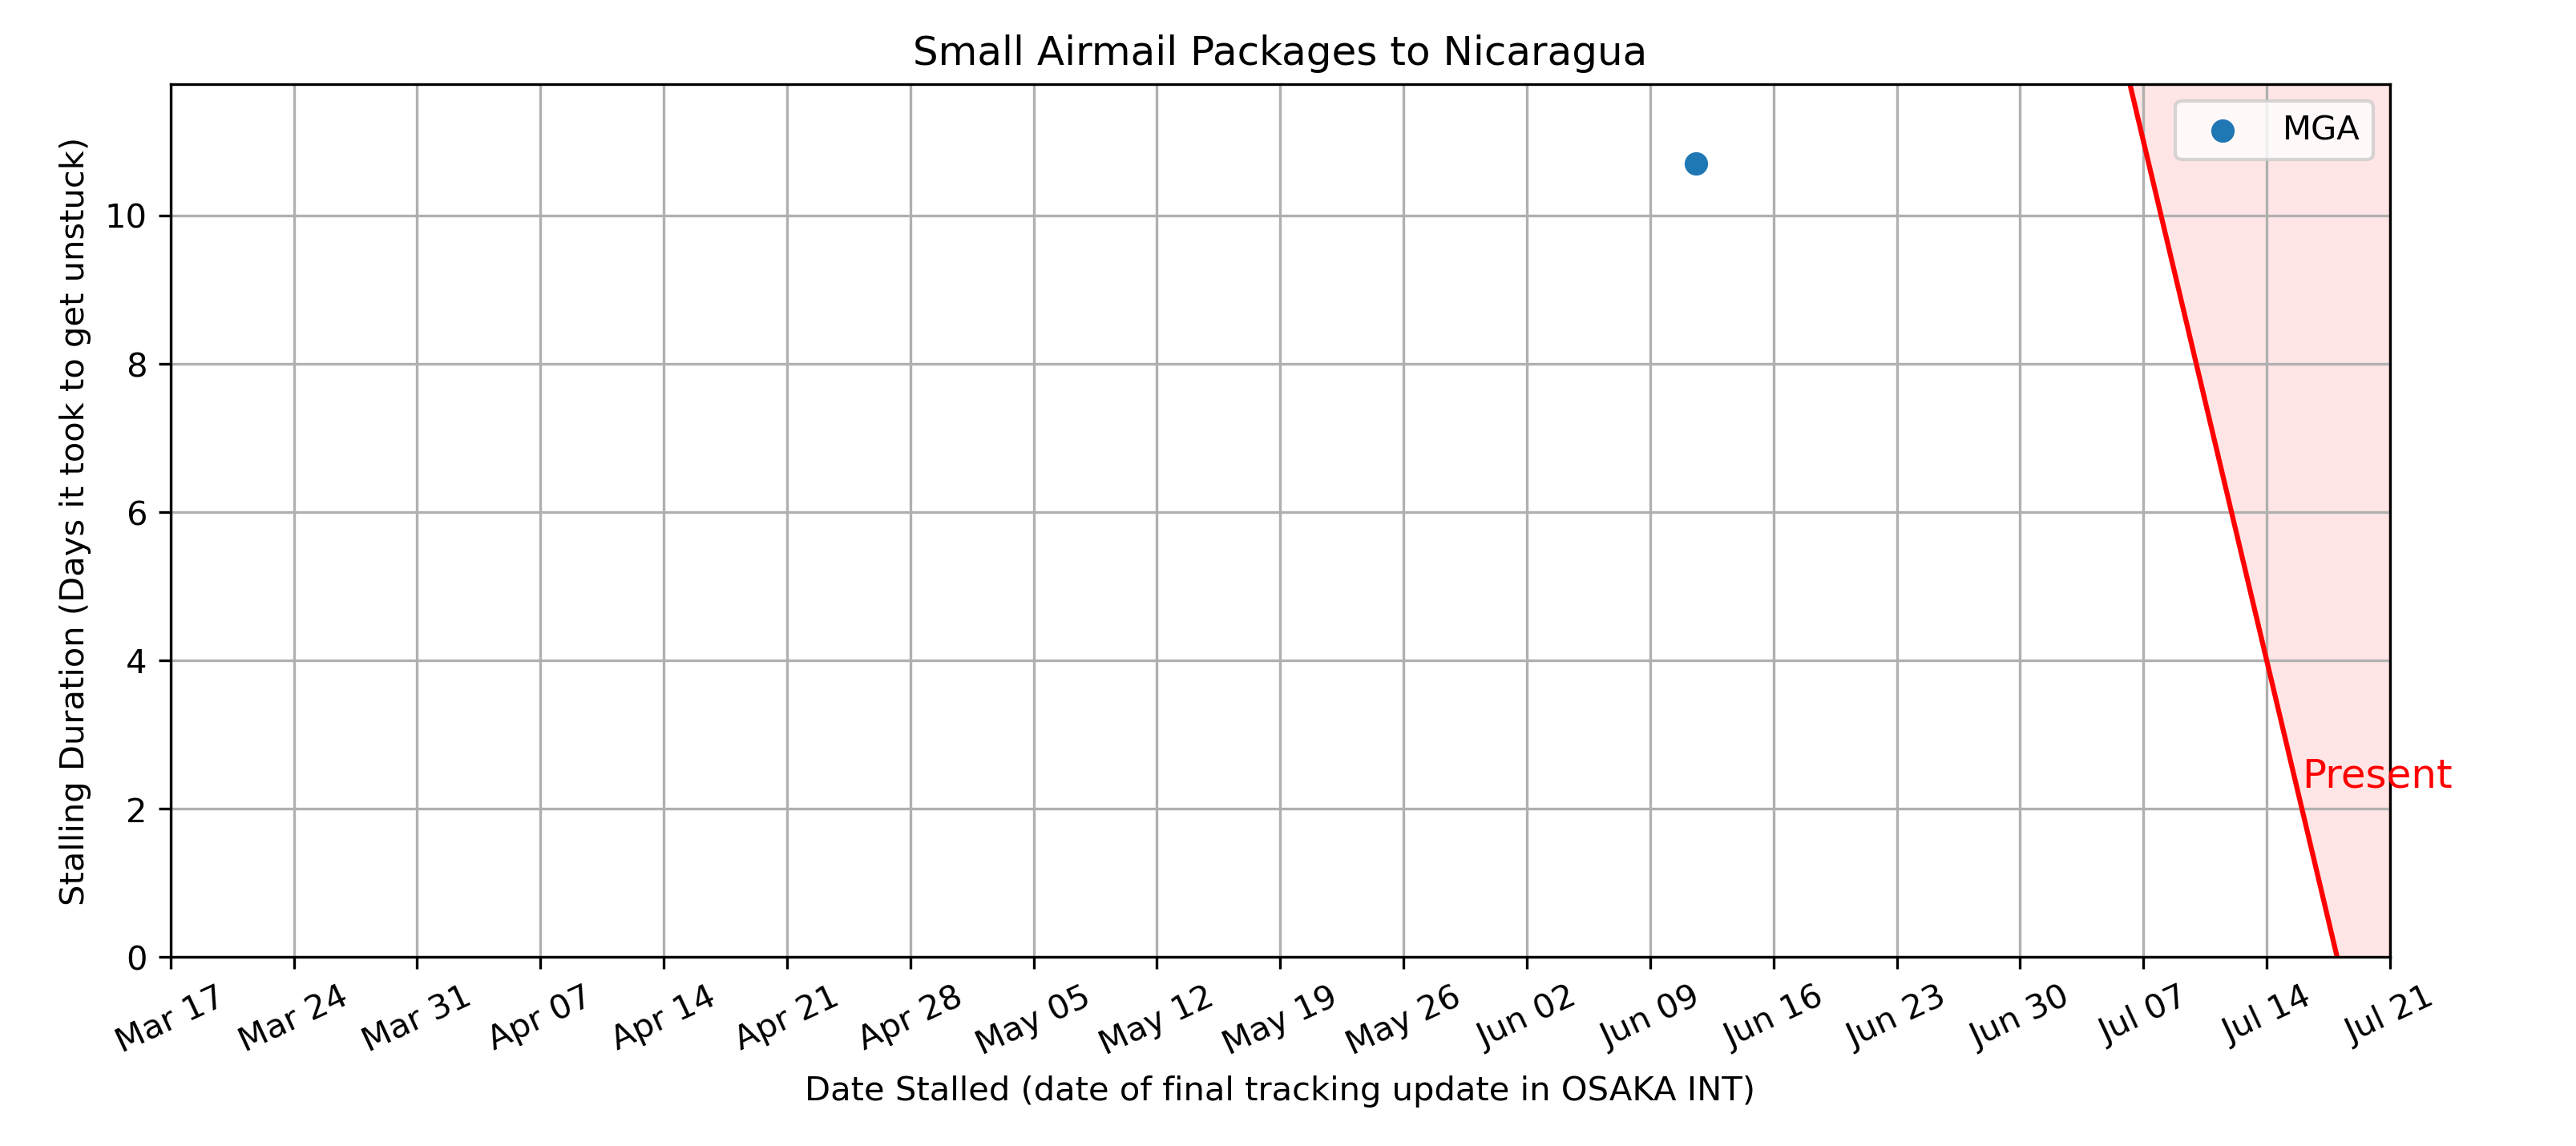 Small Airmail Packages to Nicaragua
MGA
Stalling Duration (Days it took to get unstuck)
10
8
6
4
2
0
Present
Mar 17 Mar 24 Mar 31 Apr 07 Apr 14 Apr 21 Apr 28 May 05 May 12 May 19 May 26 Jun 02 Jun 09 Jun 16 Jun 23 Jun 30 Jul 07 Jul 14 Jul 21
Date Stalled (date of final tracking update in OSAKA INT)